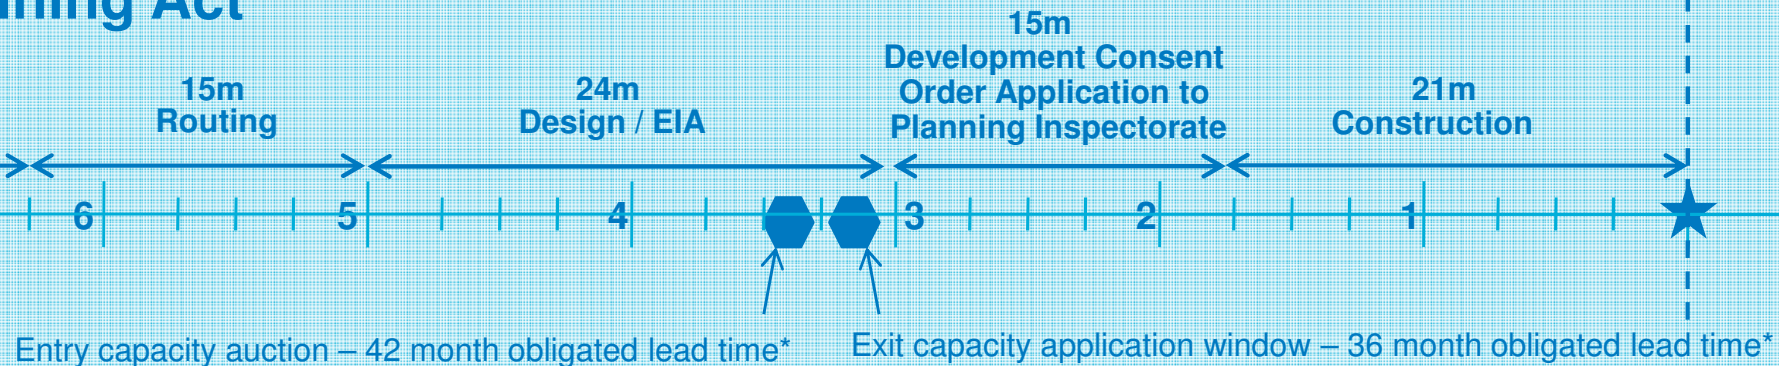 ning Act
15m
Routing
24m
Design / EIA
15m
Development Consent
Order Application to
Planning Inspectorate
21m
Construction
6 5 4 3 2 1
Entry capacity auction – 42 month obligated lead time*
Exit capacity application window – 36 month obligated lead time*